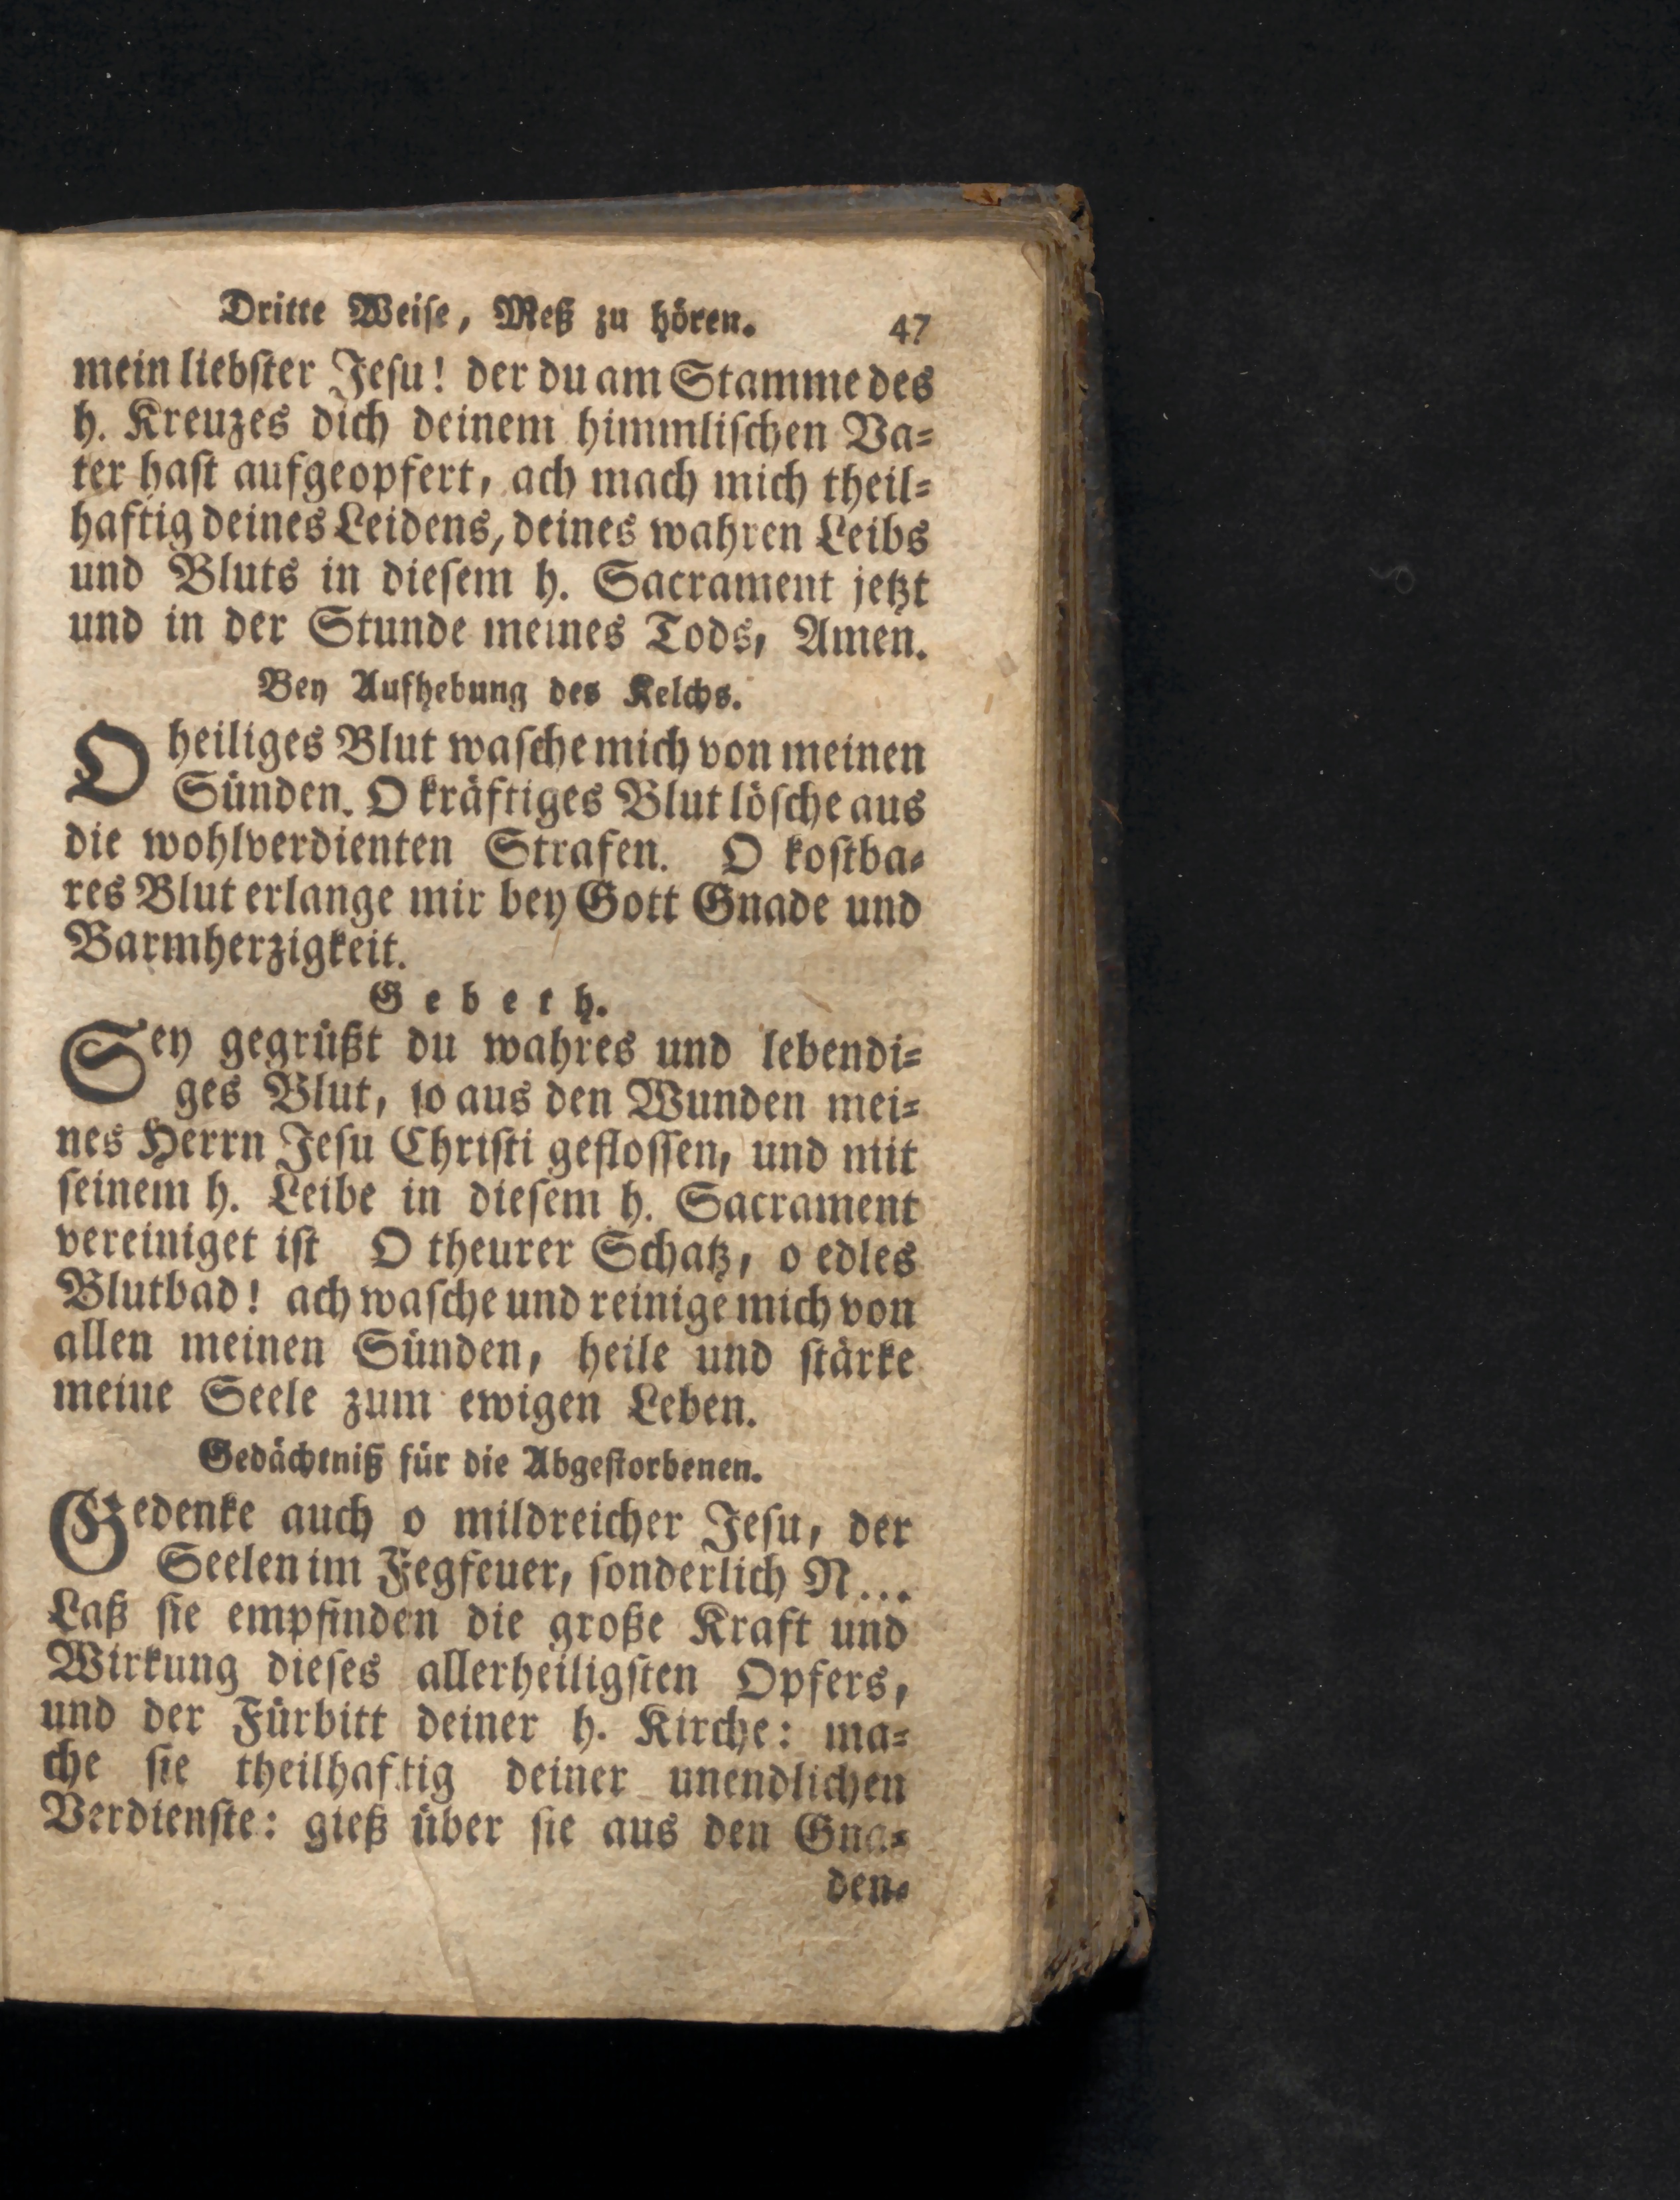 Dritte Weiſe, Meß zu hören. 47
mein liebſter Jeſu! der du am Stamme des
h. Kreuzes dich deinem himmliſchen Va-
ter haſt aufgeopfert, ach mach mich theil-
haftig deines Leidens, deines wahren Leibs
und Bluts in dieſem h. Sacrament jetzt
und in der Stunde meines Tods, Amen.
Bey Aufhebung des Kelchs.
O heiliges Blut waſche mich von meinen
Sünden. O kräftiges Blut löſche aus
die wohlverdienten Strafen. O koſtba-
res Blut erlange mir bey Gott Gnade und
Barmherzigkeit.
Gebeth.
Sey gegrüßt du wahres und lebendi-
ges Blut, ſo aus den Wunden mei-
nes Herrn Jeſu Chriſti gefloſſen, und mit
ſeinem h. Leibe in dieſem h. Sacrament
vereiniget iſt O theurer Schatz, o edles
Blutbad! ach waſche und reinige mich von
allen meinen Sünden, heile und ſtärke
meine Seele zum ewigen Leben.
Gedächtniß für die Abgeſtorbenen.
Gedenke auch o mildreicher Jeſu, der
Seelen im Fegfeuer, ſonderlich N...
Laß ſie empfinden die große Kraft und
Wirkung dieſes allerheiligſten Opfers,
und der Fürbitt deiner h. Kirche: ma-
che ſie theilhaftig deiner unendlichen
Verdienſte: gieß über ſie aus den Gna-
den-